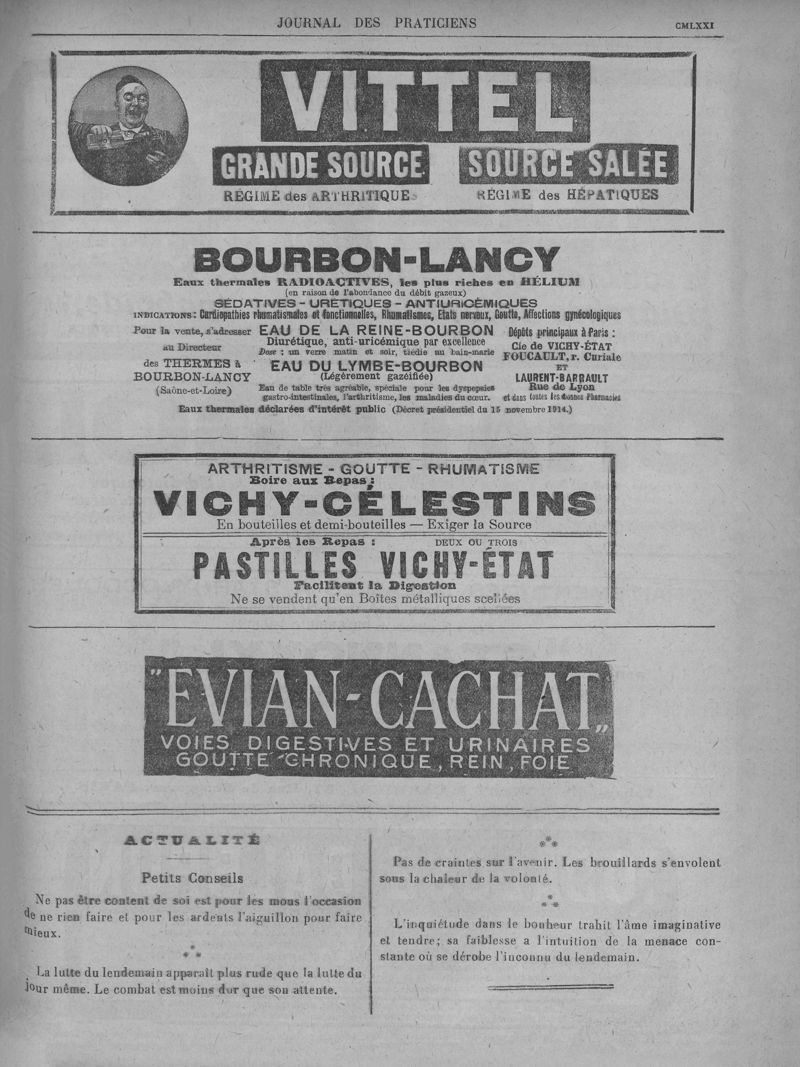 JOURNAL DES PRATICIENS
CMLXXI
VITTEL
GRANDE SOURCE
SOURCE SALÉE
RÉGIME des ARTHRITIQUES
RÉGIME des HÉPATIQUES
BOURBON-LANCY
Eaux thermales RADIOACTIVES, les plus riches en HÉLIUM
(en raison de l'abondance du débit gazeux)
SÉDATIVES - URÉTIQUES - ANTIURICÉMIQUES
INDICATIONS: Cardiopathies rhumatismales et fonctionnelles, Rhumatismes, Etats nerveux, Goutte, Affections gynécologiques
Pour la vente, s'adresser
au Directeur
des THERMES à
BOURBON-LANCY
(Saône-et-Loire)
EAU DE LA REINE-BOURBON
Diurétique, anti-uricémique par excellence
Dose : un verre matin et soir, tiédie au bain-marie
EAU DU LYMBE-BOURBON
(Légèrement gazéifiée)
Eau de table très agréable, spéciale pour les dyspepsies
gastro-intestinales, l'arthritisme, les maladies du cœur.
Dépôts principaux à Paris :
Cie de VICHY-ÉTAT
FOUCAULT, r. Curiale
ET
LAURENT-BARRAULT
Rue de Lyon
et dans toutes les bonnes Pharmacies
Eaux thermales déclarées d'intérêt public (Décret présidentiel du 15 novembre 1914.)
ARTHRITISME - GOUTTE - RHUMATISME
Boire aux Repas :
VICHY-CÉLESTINS
En bouteilles et demi-bouteilles — Exiger la Source
Après les Repas : DEUX OU TROIS
PASTILLES VICHY-ÉTAT
Facilitent la Digestion
Ne se vendent qu'en Boîtes métalliques scellées
"EVIAN-CACHAT„
VOIES DIGESTIVES ET URINAIRES
GOUTTE CHRONIQUE, REIN, FOIE
ACTUALITÉ
Petits Conseils
Ne pas être content de soi est pour les mous l'occasion
de ne rien faire et pour les ardents l'aiguillon pour faire
mieux.
* * *
La lutte du lendemain apparaît plus rude que la lutte du
jour même. Le combat est moins dur que son attente.
* * *
Pas de craintes sur l'avenir. Les brouillards s'envolent
sous la chaleur de la volonté.
* * *
L'inquiétude dans le bonheur trahit l'âme imaginative
et tendre; sa faiblesse a l'intuition de la menace con-
stante où se dérobe l'inconnu du lendemain.